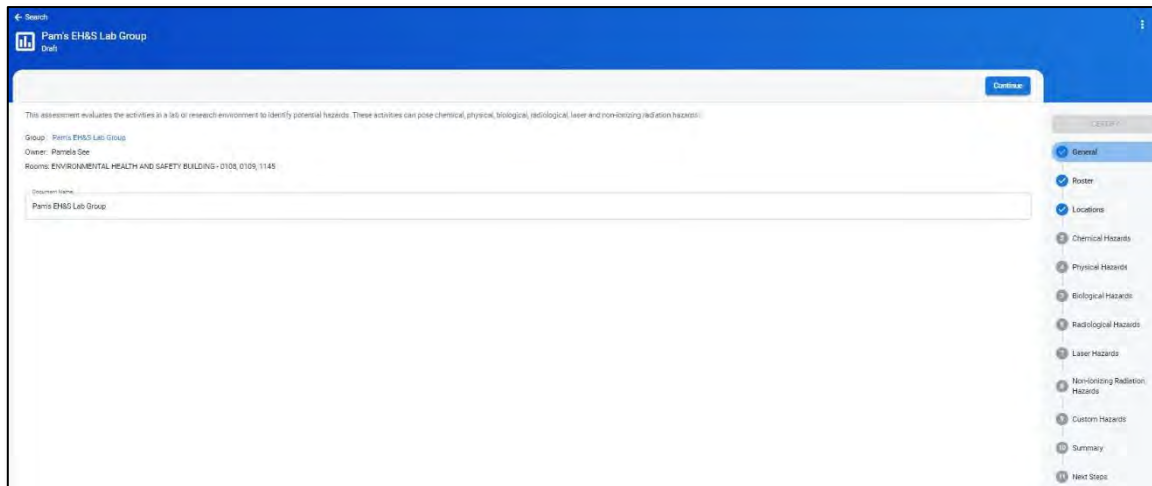 ← Search
Pam's EH&S Lab Group
Draft
Continue
This assessment evaluates the activities in a lab or research environment to identify potential hazards. These activities can pose chemical, physical, biological, radiological, laser and non-ionizing radiation hazards.
Group: Pam's EH&S Lab Group
Owner: Pamela See
Rooms: ENVIRONMENTAL HEALTH AND SAFETY BUILDING - 0108, 0109, 1145
Document Name
Pam's EH&S Lab Group
CERTIFY
General
Roster
Locations
Chemical Hazards
Physical Hazards
Biological Hazards
Radiological Hazards
Laser Hazards
Non-ionizing Radiation
Hazards
Custom Hazards
10 Summary
11 Next Steps